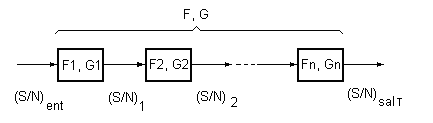 F, G
F1, G1
F2, G2
Fn, Gn
(S/N)ent
(S/N)1
(S/N)2
(S/N)salT